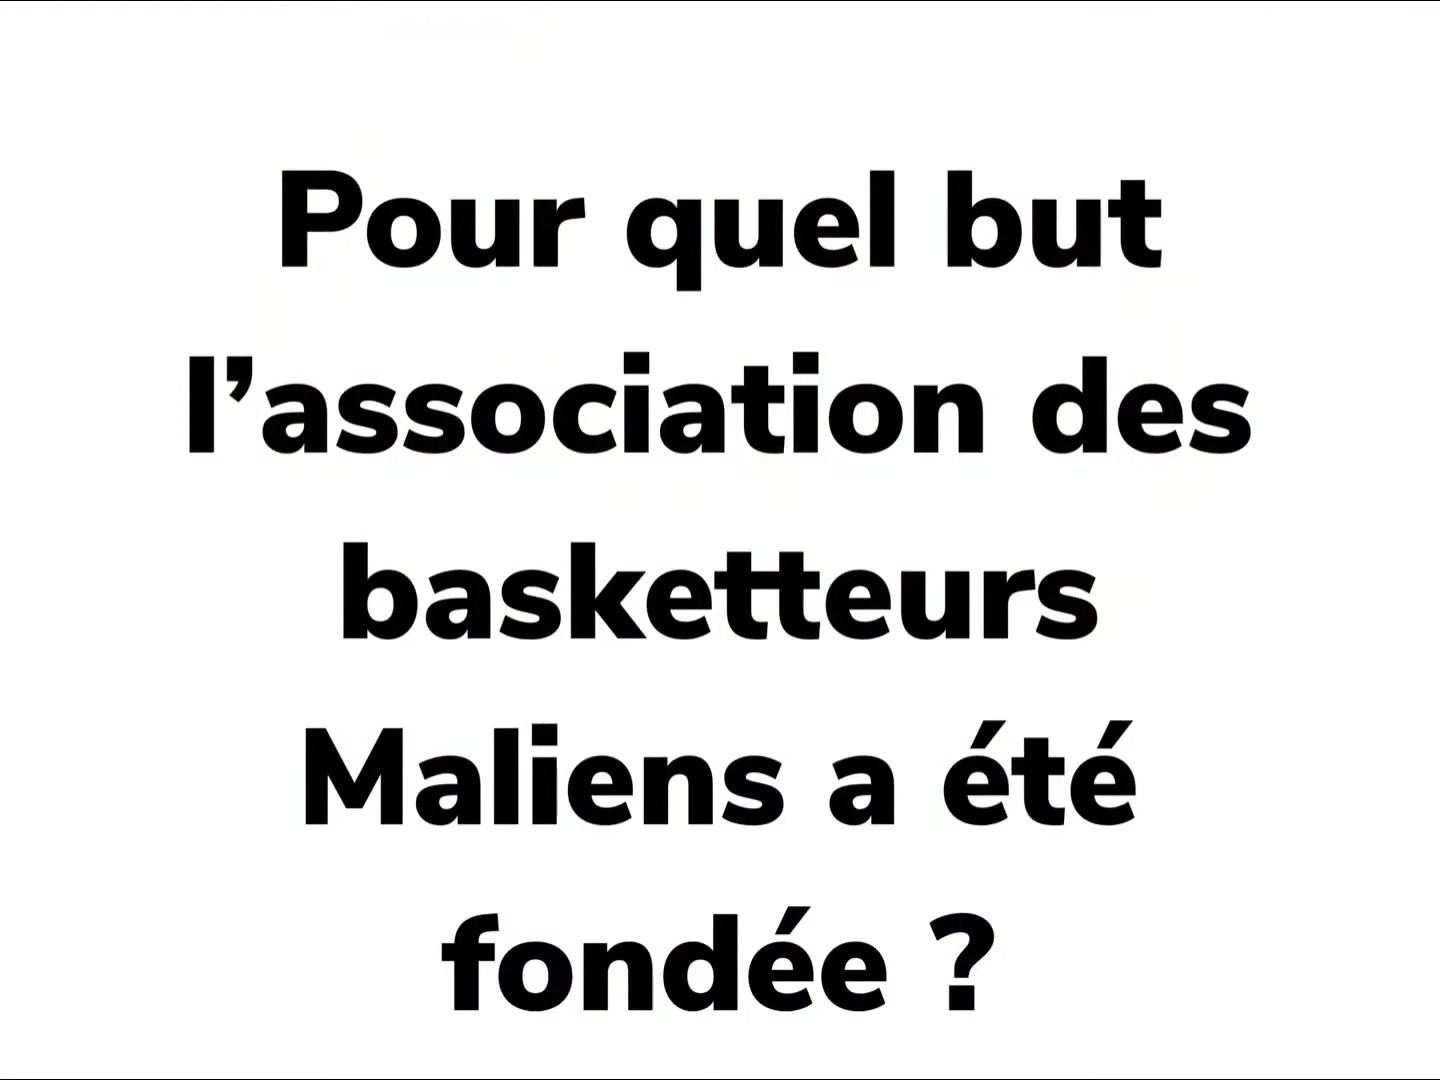 Pour quel but
l’association des
basketteurs
Maliens a été
fondée ?